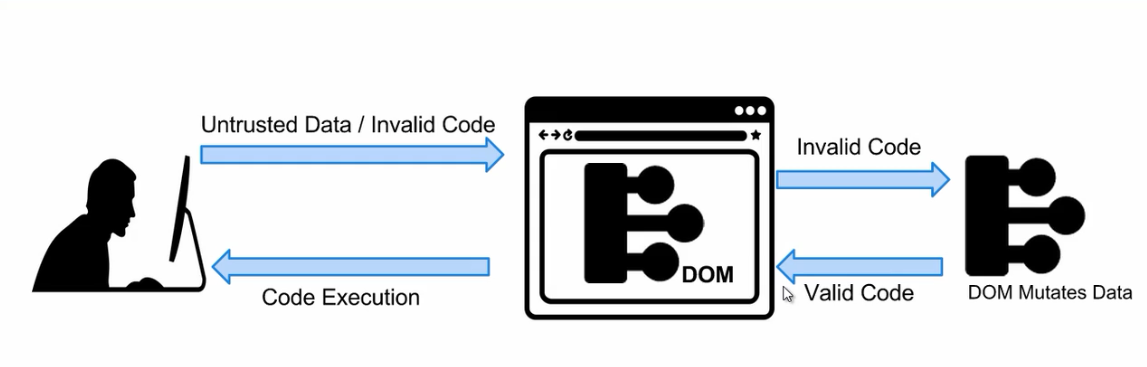 Untrusted Data / Invalid Code
Invalid Code
DOM
Code Execution
Valid Code
DOM Mutates Data